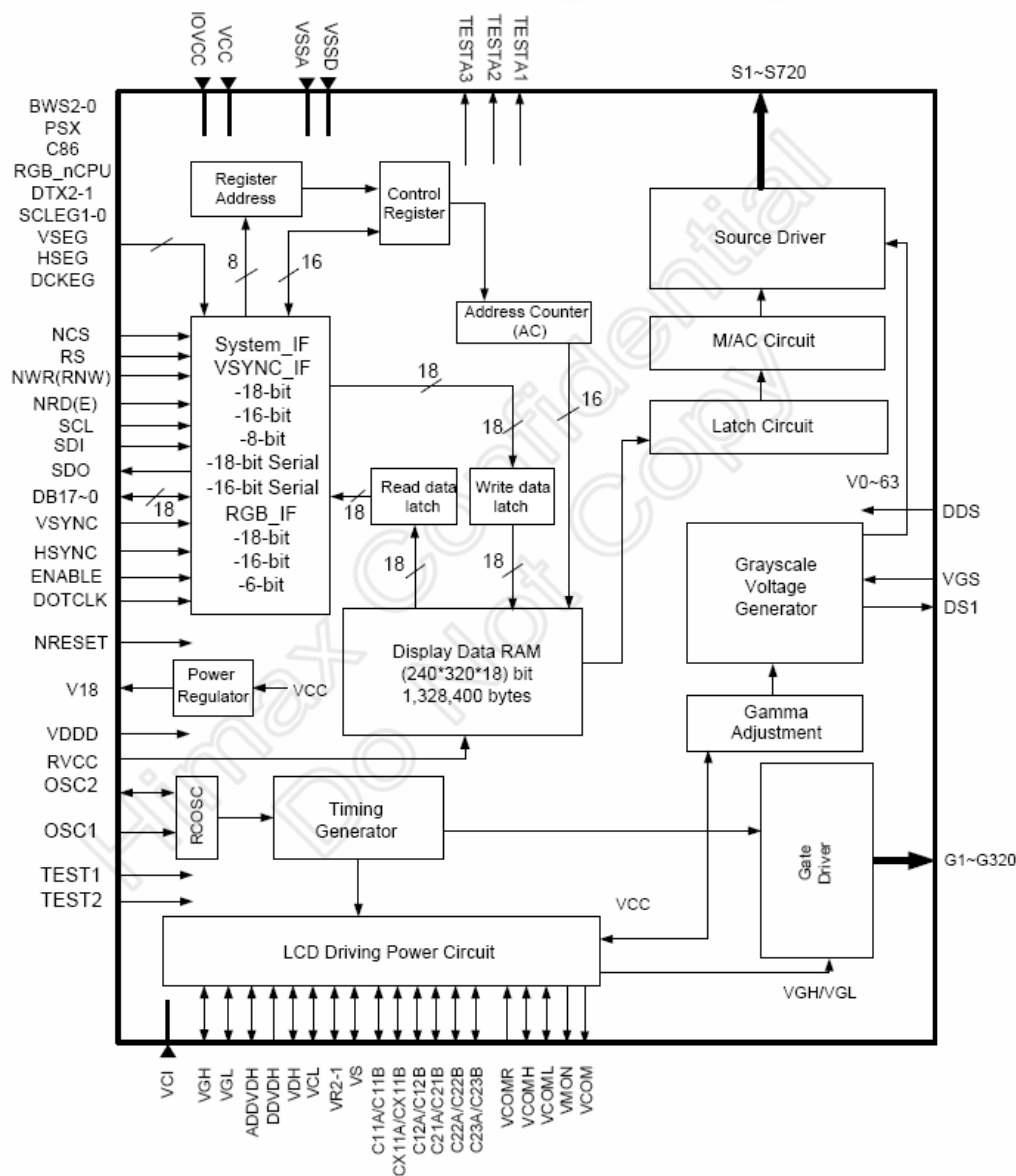 IOVCC
VCC
VSSA
VSSD
TESTA3
TESTA2
TESTA1
S1~S720
BWS2-0
PSX
C86
RGB_nCPU
DTX2-1
SCLEG1-0
VSEG
HSEG
DCKEG
Register
Address
Control
Register
Source Driver
8
16
Address Counter
(AC)
M/AC Circuit
NCS
RS
NWR(RNW)
NRD(E)
SCL
SDI
SDO
DB17~0
18
VSYNC
HSYNC
ENABLE
DOTCLK
System_IF
VSYNC_IF
-18-bit
-16-bit
-8-bit
-18-bit Serial
-16-bit Serial
RGB_IF
-18-bit
-16-bit
-6-bit
18
18
16
Latch Circuit
Read data
latch
Write data
latch
18
18
18
V0~63
DDS
VGS
DS1
Grayscale
Voltage
Generator
NRESET
Display Data RAM
(240*320*18) bit
1,328,400 bytes
V18
Power
Regulator
VCC
Gamma
Adjustment
VDDD
RVCC
OSC2
OSC1
RCOSC
Timing
Generator
Gate
Driver
G1~G320
TEST1
TEST2
VCC
LCD Driving Power Circuit
VGH/VGL
VCI
VGH
VGL
ADDVDH
DDVDH
VDH
VCL
VR2-1
VS
C11A/C11B
CX11A/CX11B
C12A/C12B
C21A/C21B
C22A/C22B
C23A/C23B
VCOMR
VCOMH
VCOML
VMON
VCOM
Himax Confidential
Do Not Copy